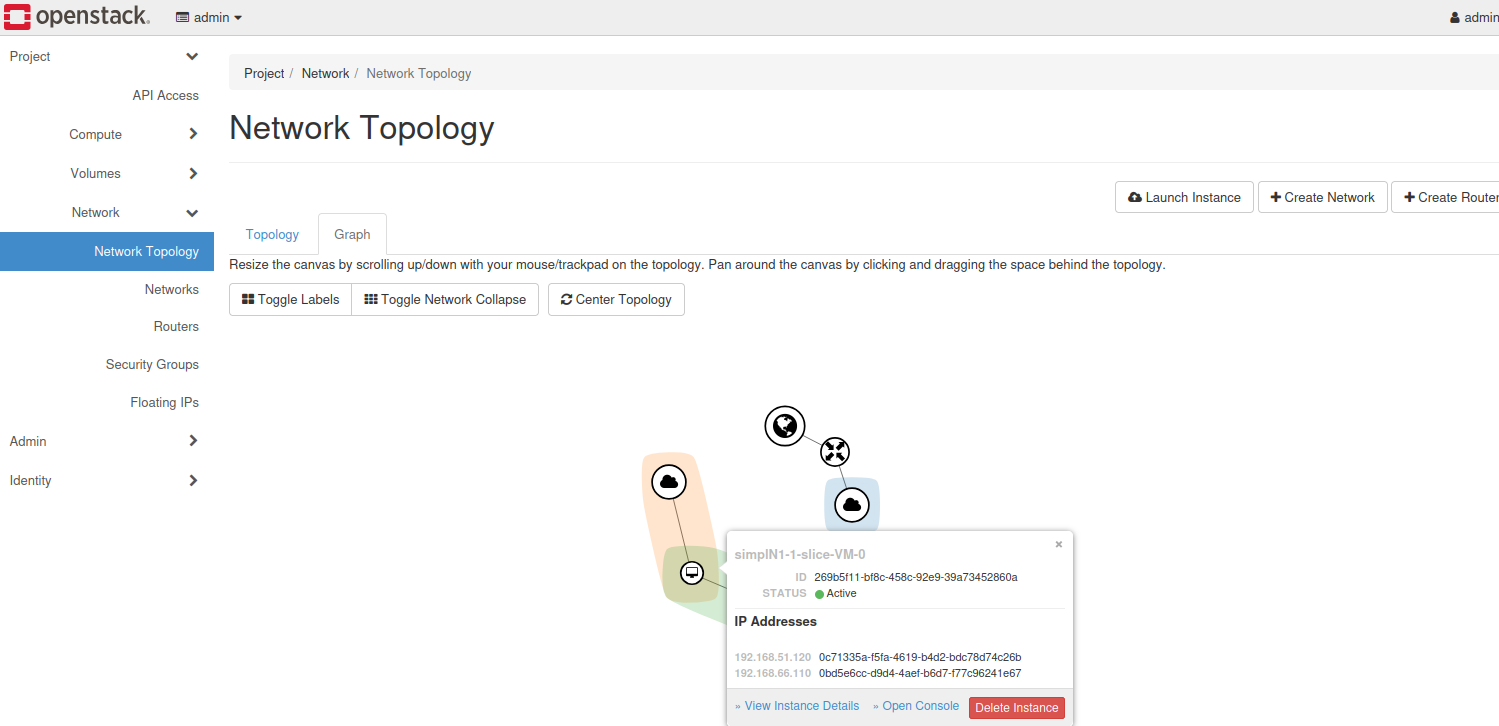 openstack. admin admin
Project
API Access
Compute
Volumes
Network
Network Topology
Networks
Routers
Security Groups
Floating IPs
Admin
Identity
Project / Network / Network Topology
Network Topology
Launch Instance Create Network Create Router
Topology Graph
Resize the canvas by scrolling up/down with your mouse/trackpad on the topology. Pan around the canvas by clicking and dragging the space behind the topology.
Toggle Labels Toggle Network Collapse Center Topology
simplN1-1-slice-VM-0 ×
ID 269b5f11-bf8c-458c-92e9-39a73452860a
STATUS Active
IP Addresses
192.168.51.120 0c71335a-f5fa-4619-b4d2-bdc78d74c26b
192.168.66.110 0bd5e6cc-d9d4-4aef-b6d7-f77c96241e67
» View Instance Details » Open Console Delete Instance